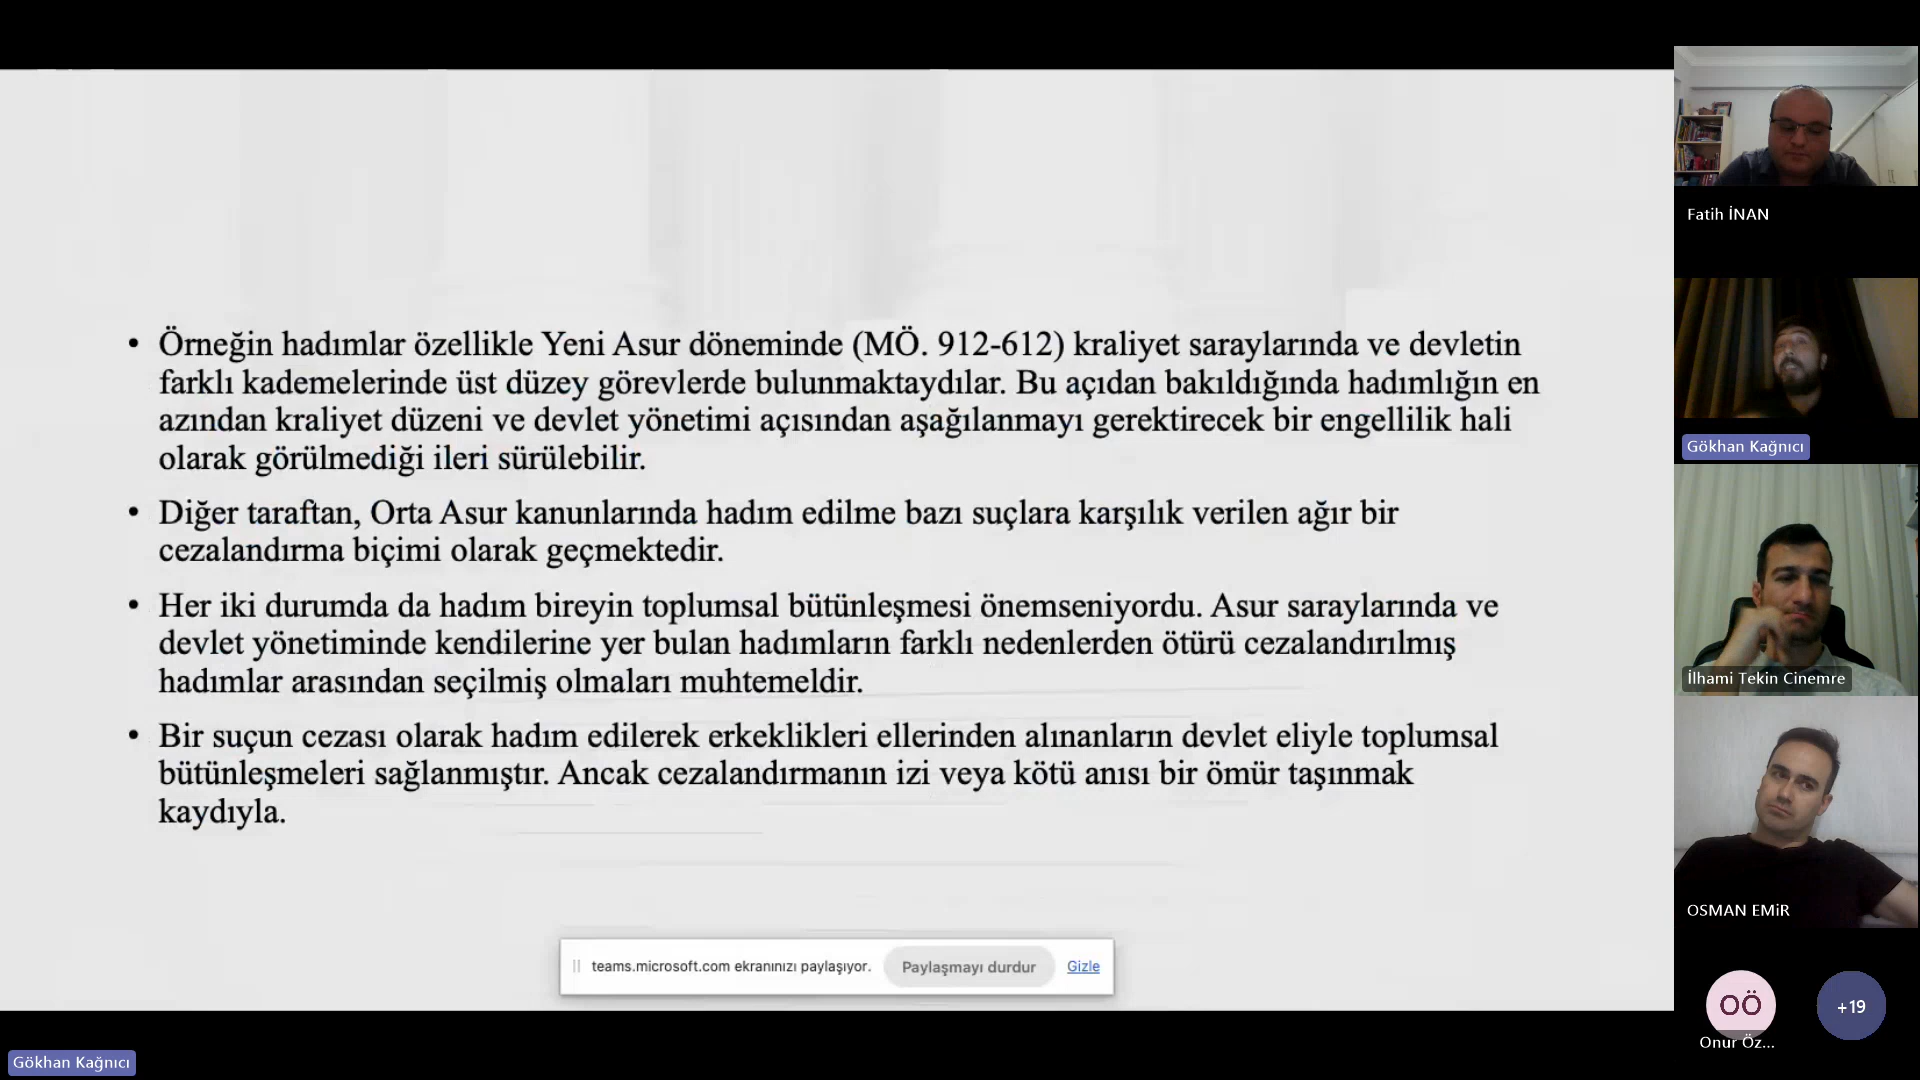 • Örneğin hadımlar özellikle Yeni Asur döneminde (MÖ. 912-612) kraliyet saraylarında ve devletin
farklı kademelerinde üst düzey görevlerde bulunmaktaydılar. Bu açıdan bakıldığında hadımlığın en
azından kraliyet düzeni ve devlet yönetimi açısından aşağılanmayı gerektirecek bir engellilik hali
olarak görülmediği ileri sürülebilir.
• Diğer taraftan, Orta Asur kanunlarında hadım edilme bazı suçlara karşılık verilen ağır bir
cezalandırma biçimi olarak geçmektedir.
• Her iki durumda da hadım bireyin toplumsal bütünleşmesi önemseniyordu. Asur saraylarında ve
devlet yönetiminde kendilerine yer bulan hadımların farklı nedenlerden ötürü cezalandırılmış
hadımlar arasından seçilmiş olmaları muhtemeldir.
• Bir suçun cezası olarak hadım edilerek erkeklikleri ellerinden alınanların devlet eliyle toplumsal
bütünleşmeleri sağlanmıştır. Ancak cezalandırmanın izi veya kötü anısı bir ömür taşınmak
kaydıyla.
teams.microsoft.com ekranınızı paylaşıyor. Paylaşmayı durdur Gizle
Gökhan Kağnıcı
Fatih İNAN
Gökhan Kağnıcı
İlhami Tekin Cinemre
OSMAN EMiR
OÖ
Onur Öz...
+19